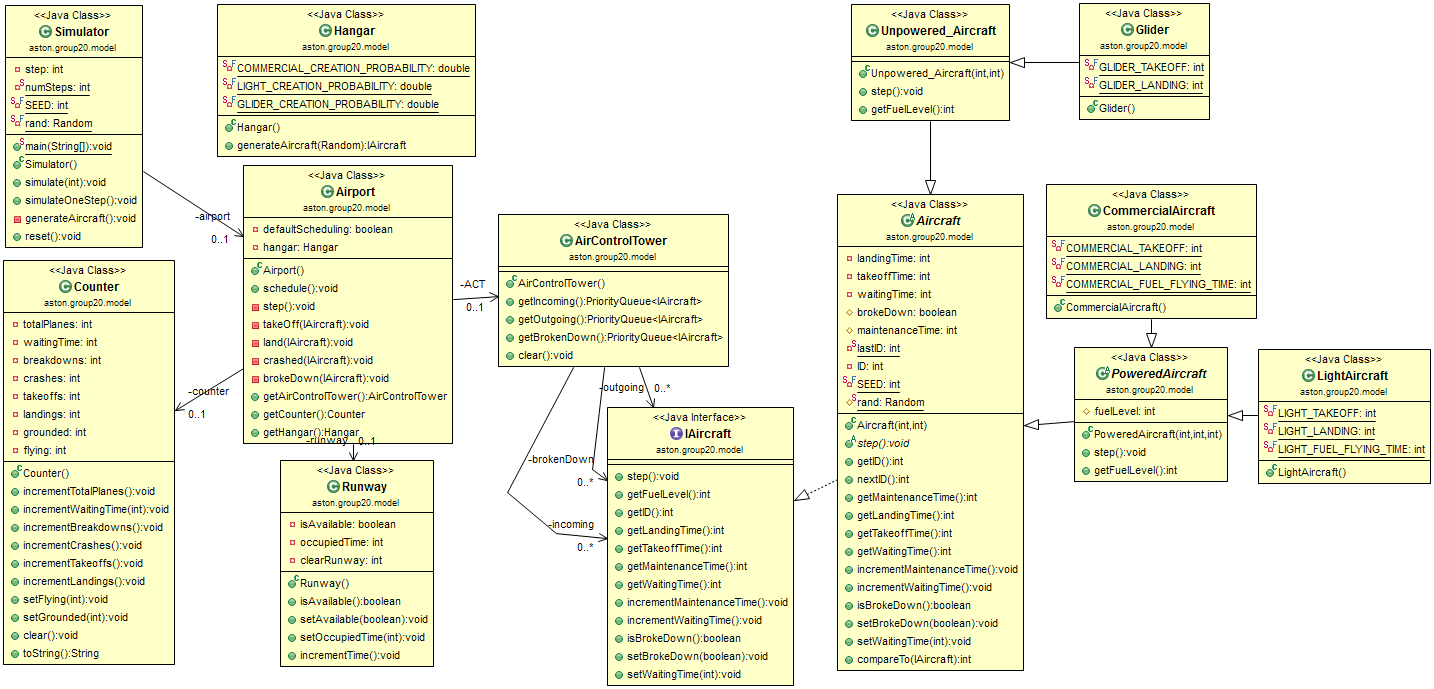 <<Java Class>>
Simulator
aston.group20.model
step: int
numSteps: int
SEED: int
rand: Random
main(String[]):void
Simulator()
simulate(int):void
simulateOneStep():void
generateAircraft():void
reset():void
<<Java Class>>
Hangar
aston.group20.model
COMMERCIAL_CREATION_PROBABILITY: double
LIGHT_CREATION_PROBABILITY: double
GLIDER_CREATION_PROBABILITY: double
Hangar()
generateAircraft(Random):IAircraft
-airport
0..1
<<Java Class>>
Airport
aston.group20.model
defaultScheduling: boolean
hangar: Hangar
Airport()
schedule():void
step():void
takeOff(IAircraft):void
land(IAircraft):void
crashed(IAircraft):void
brokeDown(IAircraft):void
getAirControlTower():AirControlTower
getCounter():Counter
getHangar():Hangar
<<Java Class>>
Counter
aston.group20.model
totalPlanes: int
waitingTime: int
breakdowns: int
crashes: int
takeoffs: int
landings: int
grounded: int
flying: int
Counter()
incrementTotalPlanes():void
incrementWaitingTime(int):void
incrementBreakdowns():void
incrementCrashes():void
incrementTakeoffs():void
incrementLandings():void
setFlying(int):void
setGrounded(int):void
clear():void
toString():String
-counter
0..1
-runway
0..1
<<Java Class>>
Runway
aston.group20.model
isAvailable: boolean
occupiedTime: int
clearRunway: int
Runway()
isAvailable():boolean
setAvailable(boolean):void
setOccupiedTime(int):void
incrementTime():void
-ACT
0..1
<<Java Class>>
AirControlTower
aston.group20.model
AirControlTower()
getIncoming():PriorityQueue<IAircraft>
getOutgoing():PriorityQueue<IAircraft>
getBrokenDown():PriorityQueue<IAircraft>
clear():void
-outgoing
0..*
-brokenDown
0..*
-incoming
0..*
<<Java Interface>>
IAircraft
aston.group20.model
step():void
getFuelLevel():int
getID():int
getLandingTime():int
getTakeoffTime():int
getMaintenanceTime():int
getWaitingTime():int
incrementMaintenanceTime():void
incrementWaitingTime():void
isBrokeDown():boolean
setBrokeDown(boolean):void
setWaitingTime(int):void
<<Java Class>>
Unpowered_Aircraft
aston.group20.model
Unpowered_Aircraft(int,int)
step():void
getFuelLevel():int
<<Java Class>>
Glider
aston.group20.model
GLIDER_TAKEOFF: int
GLIDER_LANDING: int
Glider()
<<Java Class>>
Aircraft
aston.group20.model
landingTime: int
takeoffTime: int
waitingTime: int
brokeDown: boolean
maintenanceTime: int
lastID: int
ID: int
SEED: int
rand: Random
Aircraft(int,int)
step():void
getID():int
nextID():int
getMaintenanceTime():int
getLandingTime():int
getTakeoffTime():int
getWaitingTime():int
incrementMaintenanceTime():void
incrementWaitingTime():void
isBrokeDown():boolean
setBrokeDown(boolean):void
setWaitingTime(int):void
compareTo(IAircraft):int
<<Java Class>>
CommercialAircraft
aston.group20.model
COMMERCIAL_TAKEOFF: int
COMMERCIAL_LANDING: int
COMMERCIAL_FUEL_FLYING_TIME: int
CommercialAircraft()
<<Java Class>>
PoweredAircraft
aston.group20.model
fuelLevel: int
PoweredAircraft(int,int,int)
step():void
getFuelLevel():int
<<Java Class>>
LightAircraft
aston.group20.model
LIGHT_TAKEOFF: int
LIGHT_LANDING: int
LIGHT_FUEL_FLYING_TIME: int
LightAircraft()